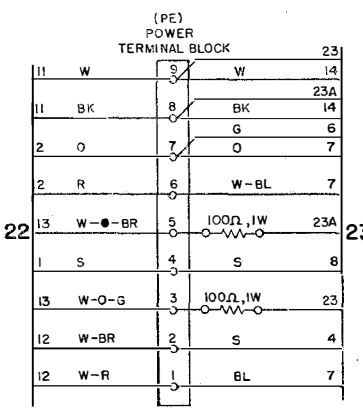 (PE)
POWER
TERMINAL BLOCK
23
11 W 9 W 14
23A
11 BK 8 BK 14
G 6
2 O 7 O 7
2 R 6 W-BL 7
22 13 W-●-BR 5 100Ω,1W 23A 23
1 S 4 S 8
13 W-O-G 3 100Ω,1W 23
12 W-BR 2 S 4
12 W-R 1 BL 7